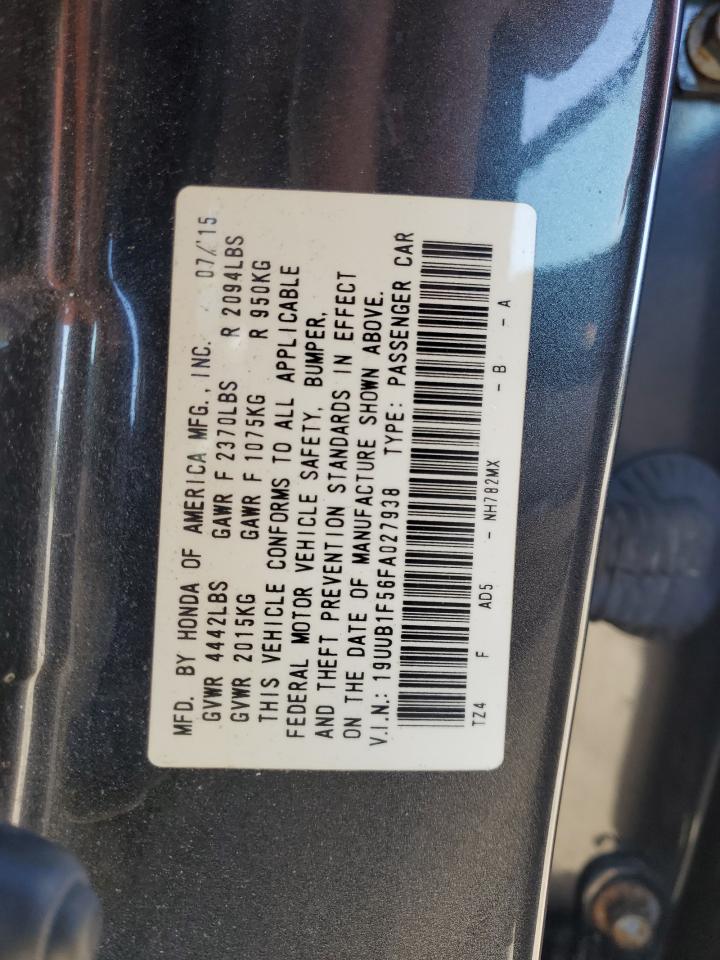 MFD. BY HONDA OF AMERICA MFG., INC. 07/15
GVWR 4442LBS GAWR F 2370LBS R 2094LBS
GVWR 2015KG GAWR F 1075KG R 950KG
THIS VEHICLE CONFORMS TO ALL APPLICABLE
FEDERAL MOTOR VEHICLE SAFETY, BUMPER,
AND THEFT PREVENTION STANDARDS IN EFFECT
ON THE DATE OF MANUFACTURE SHOWN ABOVE.
V.I.N.: 19UUB1F56FA027938 TYPE: PASSENGER CAR
TZ4 F AD5 - NH782MX - B - A